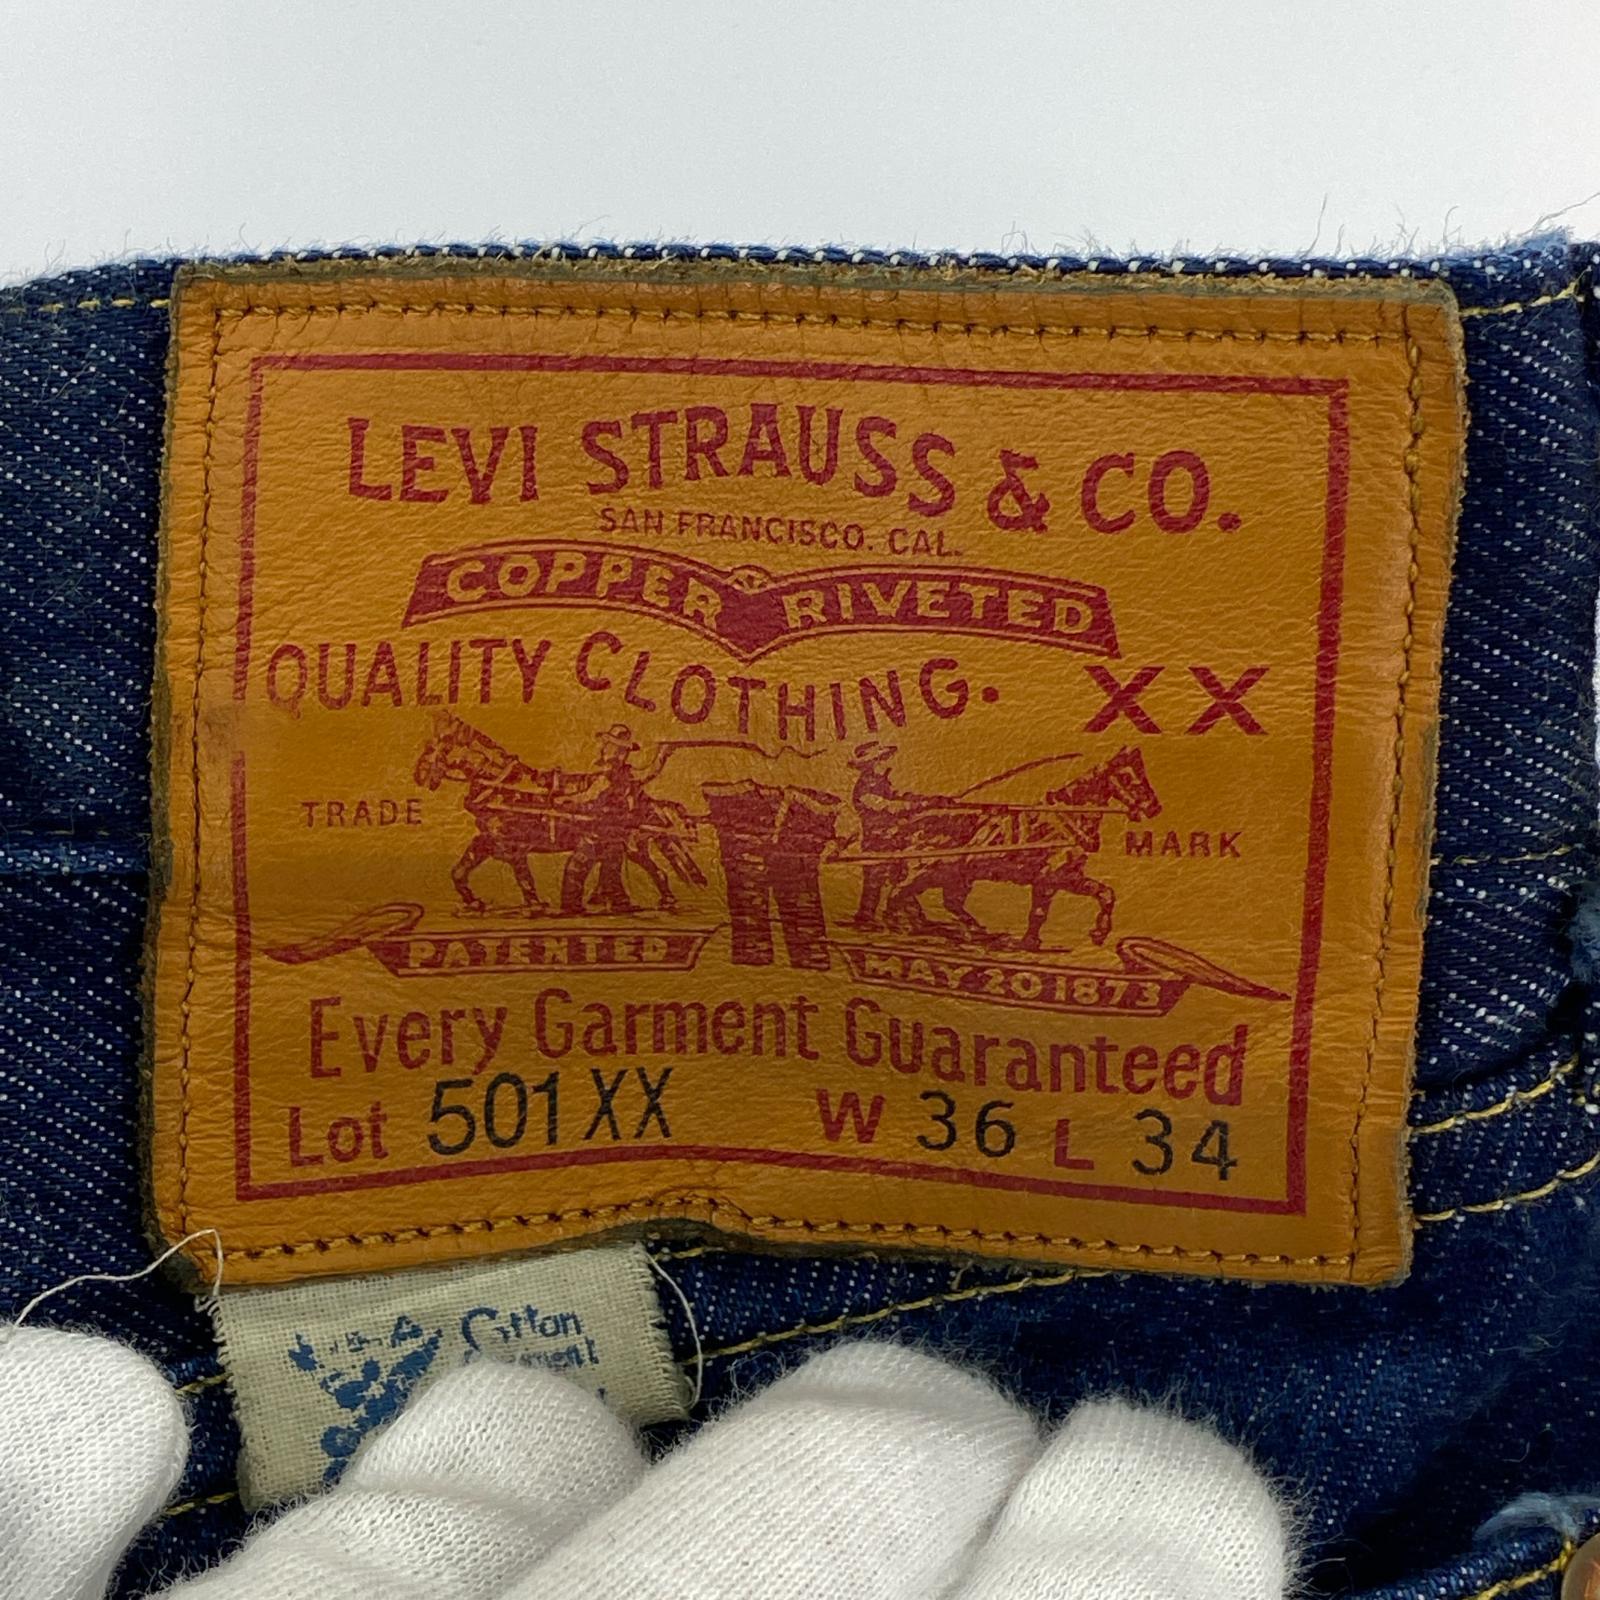 LEVI STRAUSS & CO.
SAN FRANCISCO. CAL.
COPPER RIVETED
QUALITY CLOTHING. XX
TRADE MARK
PATENTED MAY 20 1873
Every Garment Guaranteed
Lot 501XX W 36 L 34
Cotton